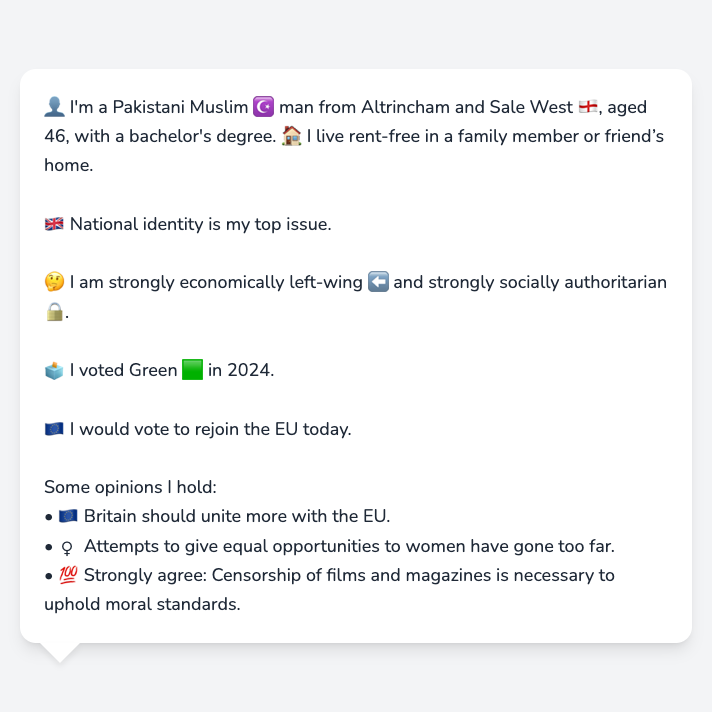 👤 I'm a Pakistani Muslim ☪️ man from Altrincham and Sale West 🏴󠁧󠁢󠁥󠁮󠁧󠁿, aged
46, with a bachelor's degree. 🏠 I live rent-free in a family member or friend’s
home.
🇬🇧 National identity is my top issue.
🤔 I am strongly economically left-wing ⬅️ and strongly socially authoritarian
🔒.
🗳️ I voted Green 🟩 in 2024.
🇪🇺 I would vote to rejoin the EU today.
Some opinions I hold:
• 🇪🇺 Britain should unite more with the EU.
• ♀ Attempts to give equal opportunities to women have gone too far.
• 💯 Strongly agree: Censorship of films and magazines is necessary to
uphold moral standards.